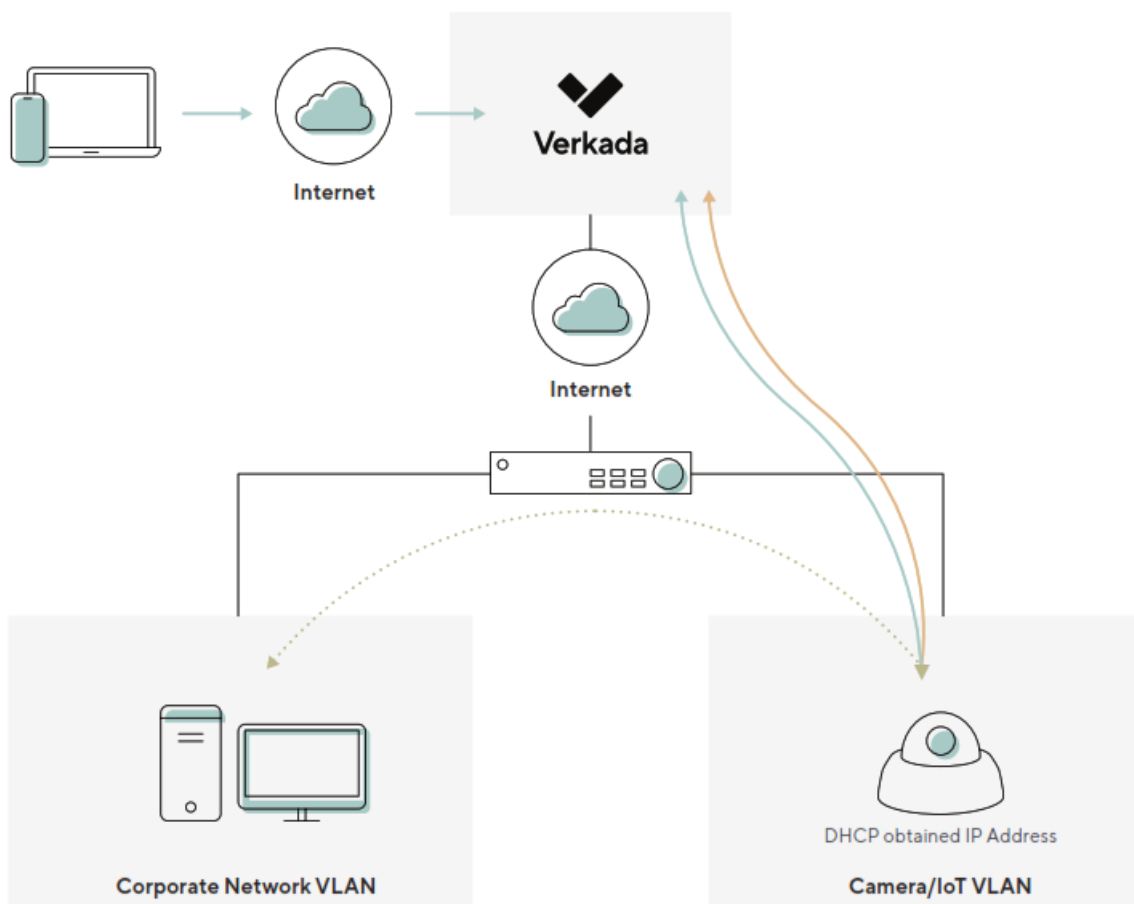 Verkada
Internet
Internet
DHCP obtained IP Address
Corporate Network VLAN
Camera/IoT VLAN